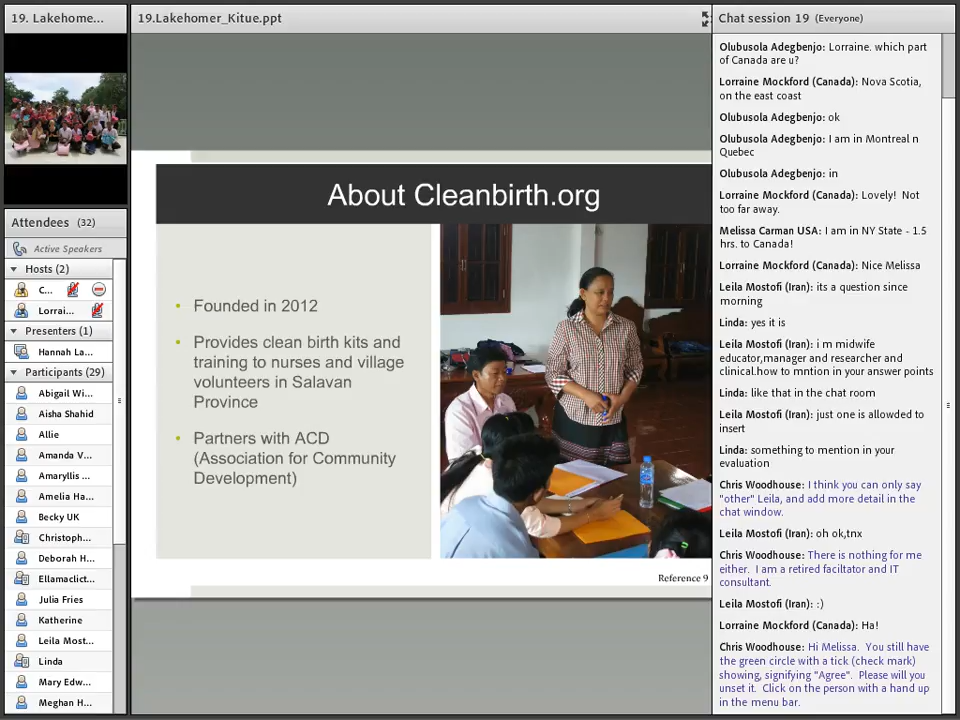 19. Lakehome...
19.Lakehomer_Kitue.ppt
Chat session 19 (Everyone)
Attendees (32)
Active Speakers
Hosts (2)
C...
Lorrai...
Presenters (1)
Hannah La...
Participants (29)
Abigail Wi...
Aisha Shahid
Allie
Amanda V...
Amaryllis ...
Amelia Ha...
Becky UK
Christoph...
Deborah H...
Ellamaclict...
Julia Fries
Katherine
Leila Most...
Linda
Mary Edw...
Meghan H...
About Cleanbirth.org
• Founded in 2012
• Provides clean birth kits and
training to nurses and village
volunteers in Salavan
Province
• Partners with ACD
(Association for Community
Development)
Reference 9
Olubusola Adegbenjo: Lorraine. which part
of Canada are u?
Lorraine Mockford (Canada): Nova Scotia,
on the east coast
Olubusola Adegbenjo: ok
Olubusola Adegbenjo: I am in Montreal n
Quebec
Olubusola Adegbenjo: in
Lorraine Mockford (Canada): Lovely! Not
too far away.
Melissa Carman USA: I am in NY State - 1.5
hrs. to Canada!
Lorraine Mockford (Canada): Nice Melissa
Leila Mostofi (Iran): its a question since
morning
Linda: yes it is
Leila Mostofi (Iran): i m midwife
educator,manager and researcher and
clinical.how to mntion in your answer points
Linda: like that in the chat room
Leila Mostofi (Iran): just one is allowded to
insert
Linda: something to mention in your
evaluation
Chris Woodhouse: I think you can only say
"other" Leila, and add more detail in the
chat window.
Leila Mostofi (Iran): oh ok,tnx
Chris Woodhouse: There is nothing for me
either. I am a retired faciltator and IT
consultant.
Leila Mostofi (Iran): :)
Lorraine Mockford (Canada): Ha!
Chris Woodhouse: Hi Melissa. You still have
the green circle with a tick (check mark)
showing, signifying "Agree". Please will you
unset it. Click on the person with a hand up
in the menu bar.